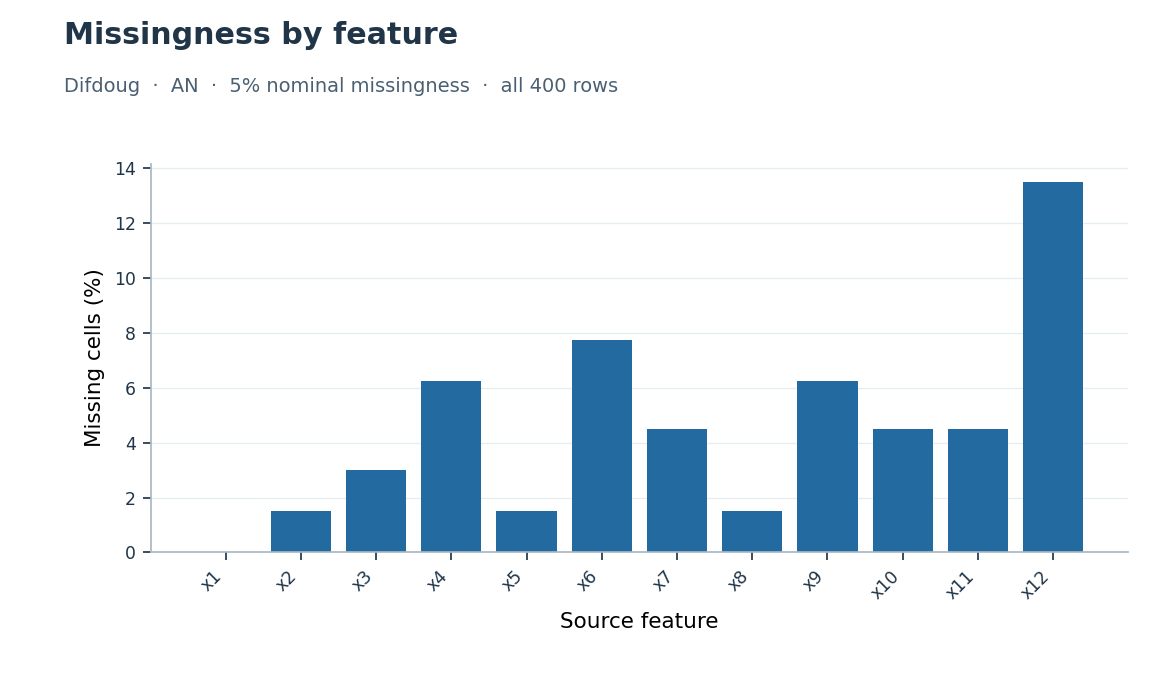 Missingness by feature
Difdoug · AN · 5% nominal missingness · all 400 rows
14
12
10
8
6
4
2
0
Missing cells (%)
x1 x2 x3 x4 x5 x6 x7 x8 x9 x10 x11 x12
Source feature